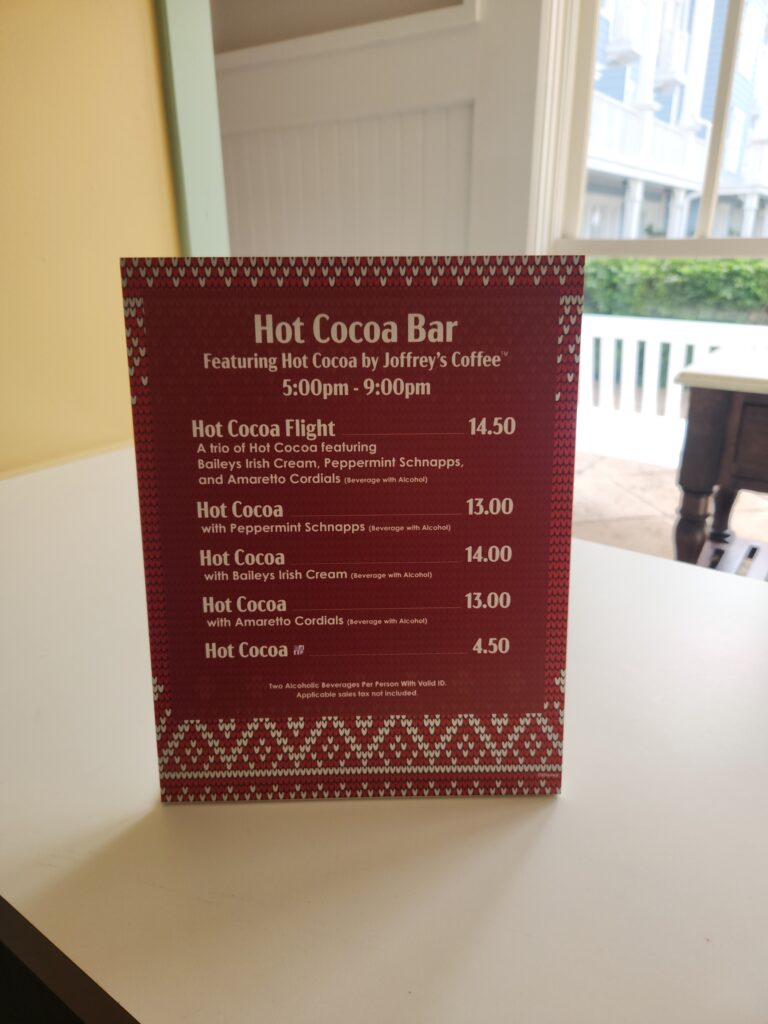 Hot Cocoa Bar
Featuring Hot Cocoa by Joffrey's Coffee™
5:00pm - 9:00pm
Hot Cocoa Flight 14.50
A trio of Hot Cocoa featuring
Baileys Irish Cream, Peppermint Schnapps,
and Amaretto Cordials (Beverage with Alcohol)
Hot Cocoa 13.00
with Peppermint Schnapps (Beverage with Alcohol)
Hot Cocoa 14.00
with Baileys Irish Cream (Beverage with Alcohol)
Hot Cocoa 13.00
with Amaretto Cordials (Beverage with Alcohol)
Hot Cocoa 4.50
Two Alcoholic Beverages Per Person With Valid ID.
Applicable sales tax not included.
©Disney